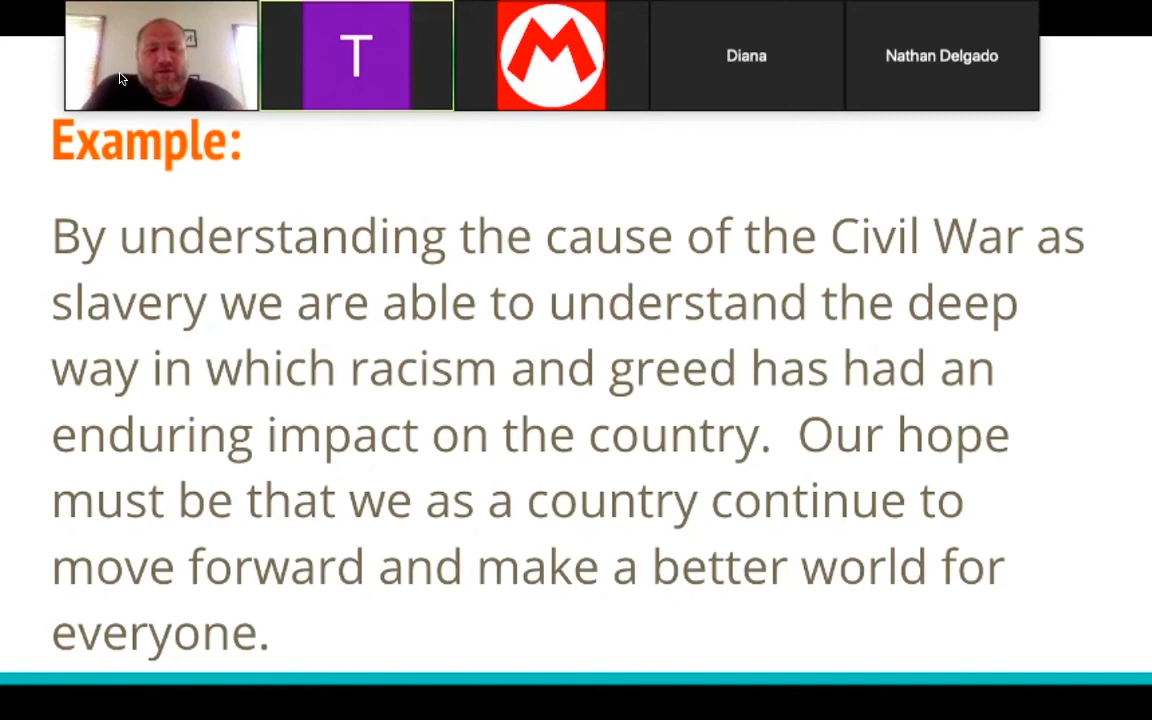 T
M
Diana
Nathan Delgado
Example:
By understanding the cause of the Civil War as
slavery we are able to understand the deep
way in which racism and greed has had an
enduring impact on the country.  Our hope
must be that we as a country continue to
move forward and make a better world for
everyone.